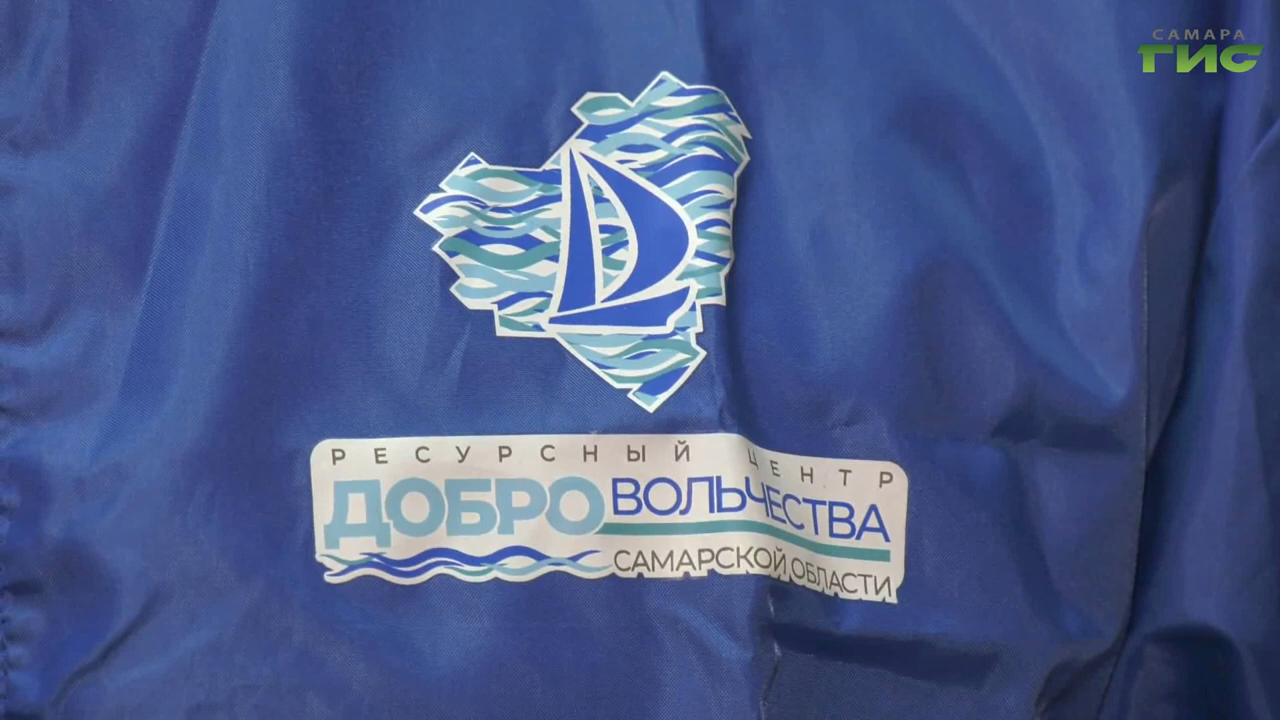 САМАРА
ГИС
РЕСУРСНЫЙ ЦЕНТР
ДОБРОВОЛЬЧЕСТВА
САМАРСКОЙ ОБЛАСТИ